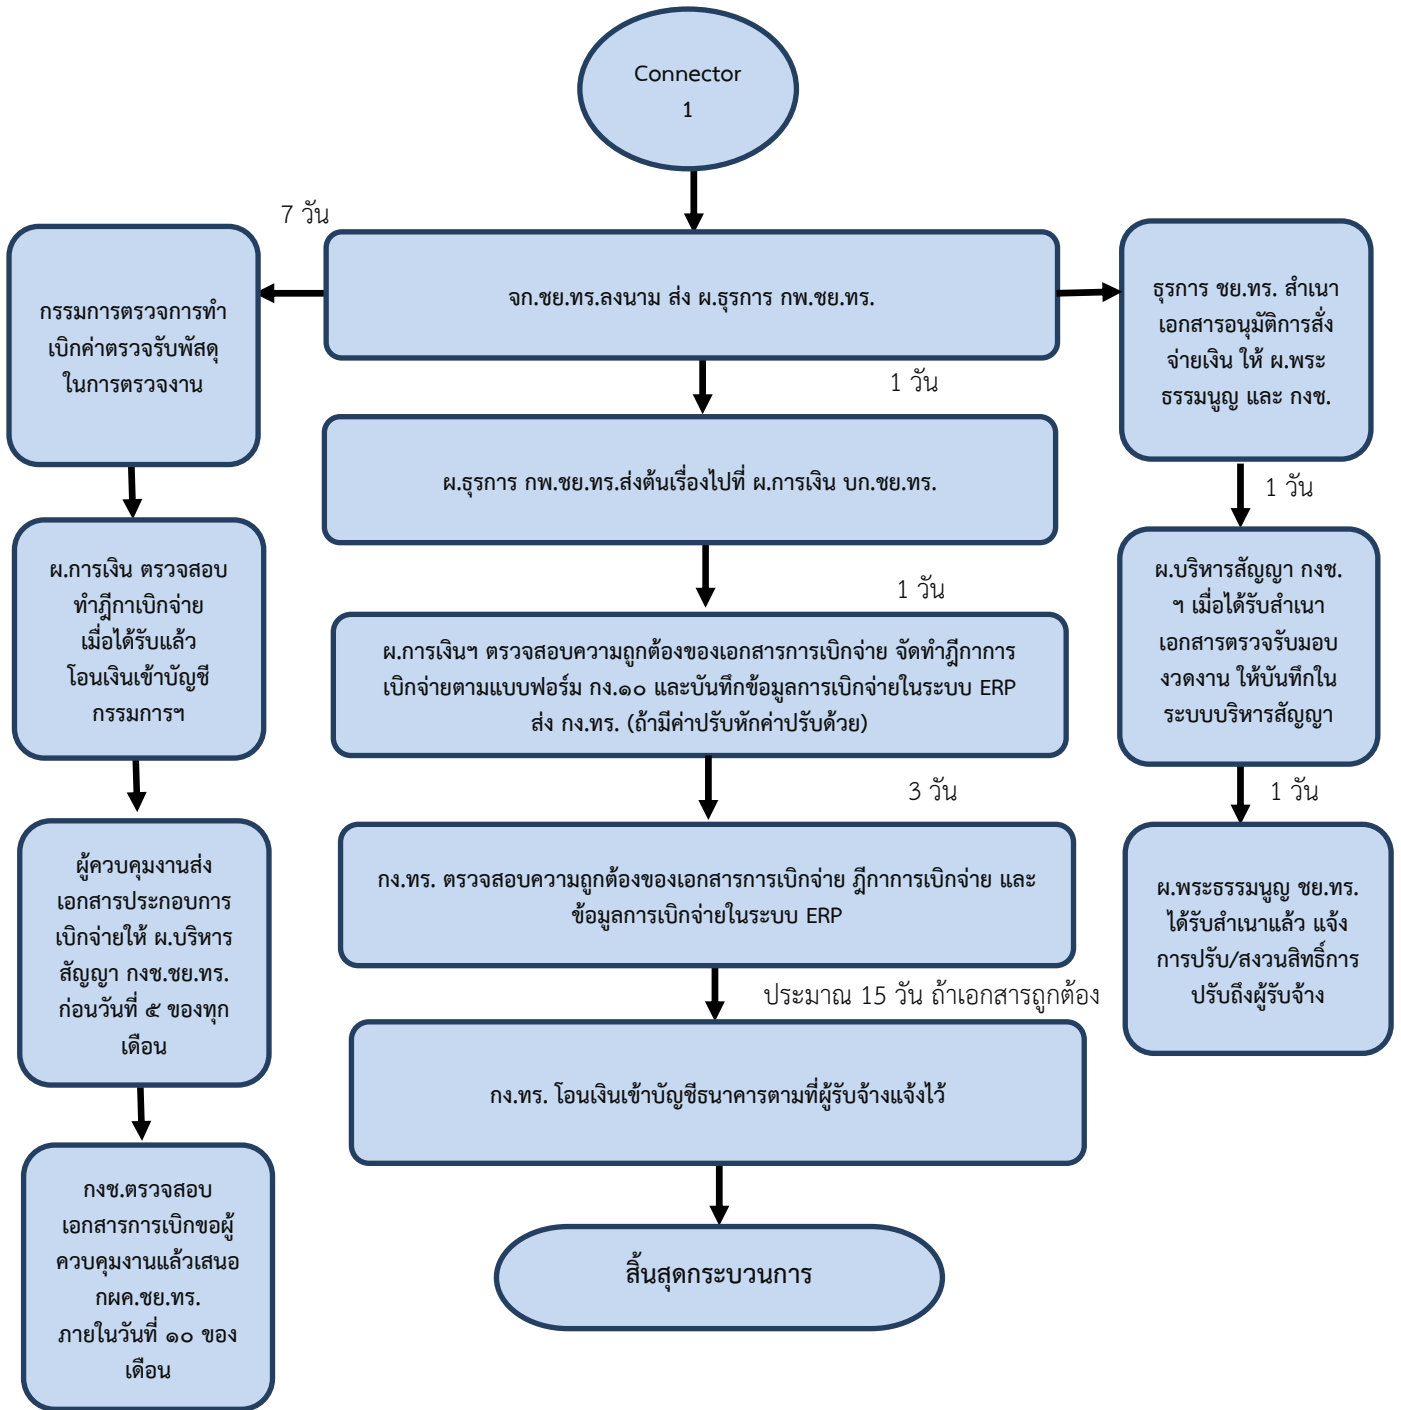 Connector
1
7 วัน
จก.ชย.ทร.ลงนาม ส่ง ผ.ธุรการ กพ.ชย.ทร.
กรรมการตรวจการทำ
เบิกค่าตรวจรับพัสดุ
ในการตรวจงาน
ธุรการ ชย.ทร. สำเนา
เอกสารอนุมัติการสั่ง
จ่ายเงิน ให้ ผ.พระ
ธรรมนูญ และ กงช.
1 วัน
ผ.ธุรการ กพ.ชย.ทร.ส่งต้นเรื่องไปที่ ผ.การเงิน บก.ชย.ทร.
1 วัน
ผ.การเงิน ตรวจสอบ
ทำฎีกาเบิกจ่าย
เมื่อได้รับแล้ว
โอนเงินเข้าบัญชี
กรรมการฯ
1 วัน
ผ.บริหารสัญญา กงช.
ฯ เมื่อได้รับสำเนา
เอกสารตรวจรับมอบ
งวดงาน ให้บันทึกใน
ระบบบริหารสัญญา
ผ.การเงินฯ ตรวจสอบความถูกต้องของเอกสารการเบิกจ่าย จัดทำฎีกาการ
เบิกจ่ายตามแบบฟอร์ม กง.๑๐ และบันทึกข้อมูลการเบิกจ่ายในระบบ ERP
ส่ง กง.ทร. (ถ้ามีค่าปรับหักค่าปรับด้วย)
3 วัน
1 วัน
ผู้ควบคุมงานส่ง
เอกสารประกอบการ
เบิกจ่ายให้ ผ.บริหาร
สัญญา กงช.ชย.ทร.
ก่อนวันที่ ๕ ของทุก
เดือน
กง.ทร. ตรวจสอบความถูกต้องของเอกสารการเบิกจ่าย ฎีกาการเบิกจ่าย และ
ข้อมูลการเบิกจ่ายในระบบ ERP
ผ.พระธรรมนูญ ชย.ทร.
ได้รับสำเนาแล้ว แจ้ง
การปรับ/สงวนสิทธิ์การ
ปรับถึงผู้รับจ้าง
ประมาณ 15 วัน ถ้าเอกสารถูกต้อง
กง.ทร. โอนเงินเข้าบัญชีธนาคารตามที่ผู้รับจ้างแจ้งไว้
กงช.ตรวจสอบ
เอกสารการเบิกขอผู้
ควบคุมงานแล้วเสนอ
กผค.ชย.ทร.
ภายในวันที่ ๑๐ ของ
เดือน
สิ้นสุดกระบวนการ